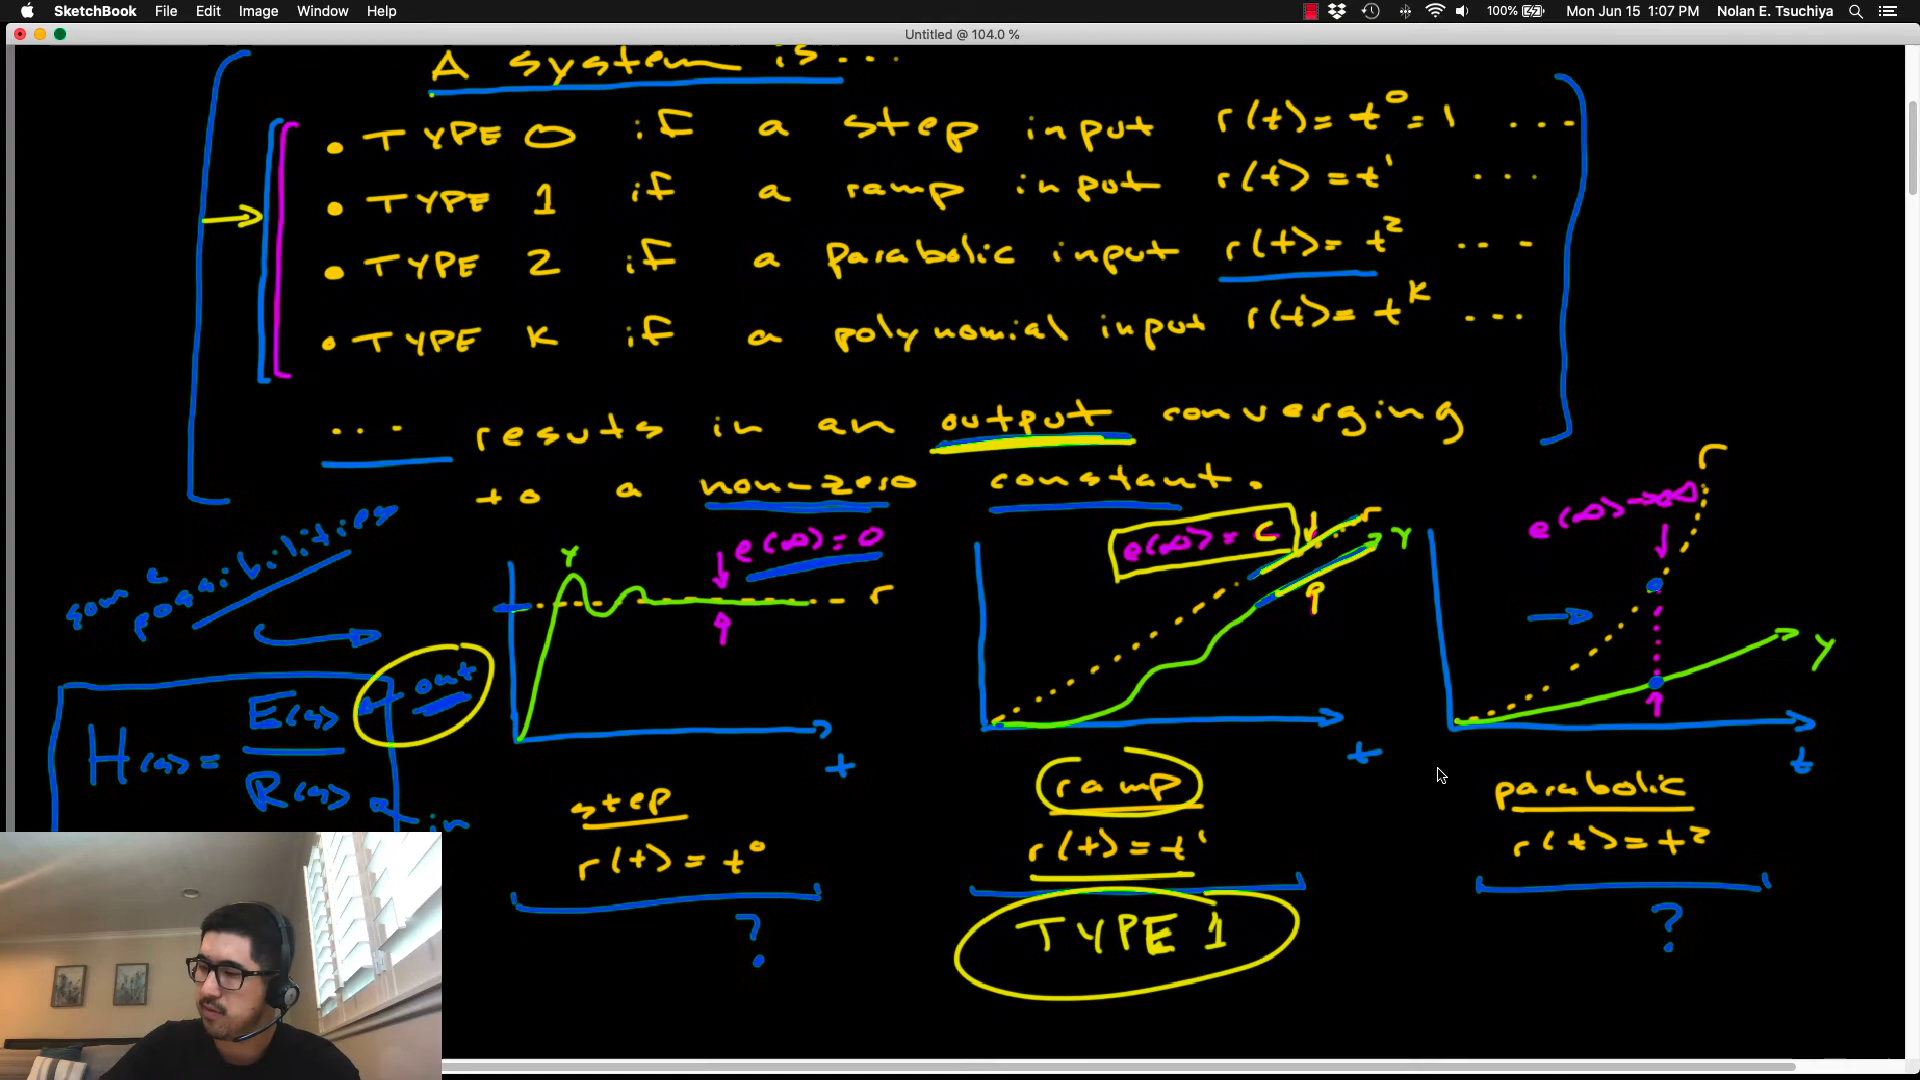 SketchBook File Edit Image Window Help 100% Mon Jun 15 1:07 PM Nolan E. Tsuchiya
Untitled @ 104.0 %
A system is...
• TYPE 0 if a step input r(t)= t⁰ = 1 ...
• TYPE 1 if a ramp input r(t) = t¹ ...
• TYPE 2 if a parabolic input r(t)= t² ...
• TYPE K if a polynomial input r(t)= t^K ...
... resuts in an output converging
to a non-zero constant.
some possibilities
H(s) = E(s) / R(s)
out
in
Y
e(∞) = 0
r
t
step
r(t) = t⁰
?
e(∞) = C
r
Y
t
ramp
r(t) = t¹
TYPE 1
e(∞) → ∞
r
Y
t
parabolic
r(t) = t²
?